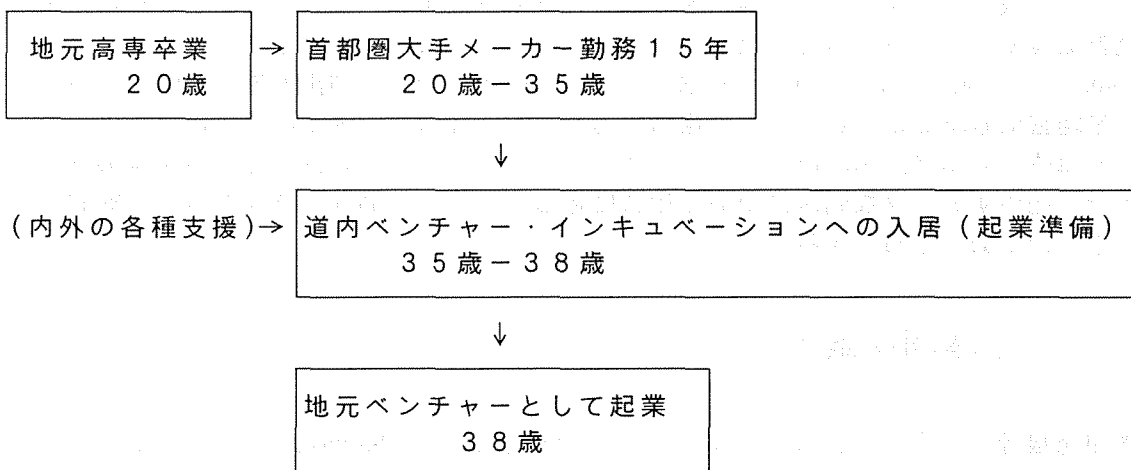 地元高専卒業 → 首都圏大手メーカー勤務１５年
２０歳 ２０歳－３５歳
↓
(内外の各種支援)→ 道内ベンチャー・インキュベーションへの入居（起業準備）
３５歳－３８歳
↓
地元ベンチャーとして起業
３８歳